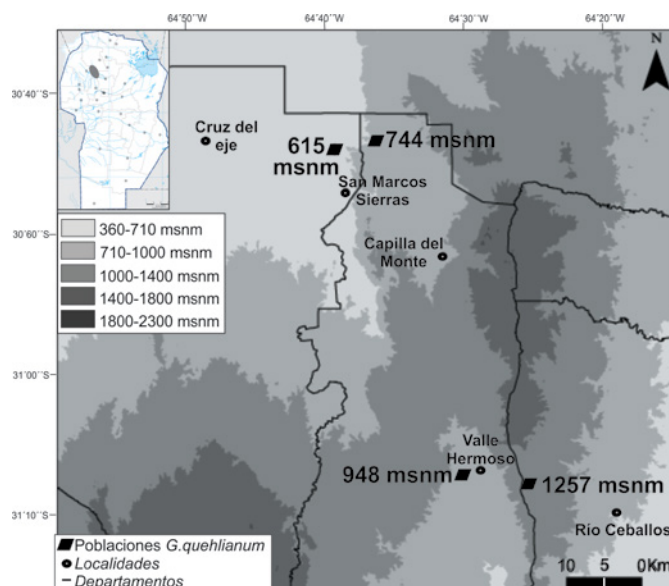 64°50"O
64°40"O
64°30"O
64°20"O
N
30°40"S
30°60"S
31°00"S
31°10"S
Cruz del
eje
615
msnm
744 msnm
San Marcos
Sierras
Capilla del
Monte
360-710 msnm
710-1000 msnm
1000-1400 msnm
1400-1800 msnm
1800-2300 msnm
Valle
Hermoso
948 msnm
1257 msnm
Río Ceballos
Poblaciones G.quehlianum
Localidades
Departamentos
10 5 0Km